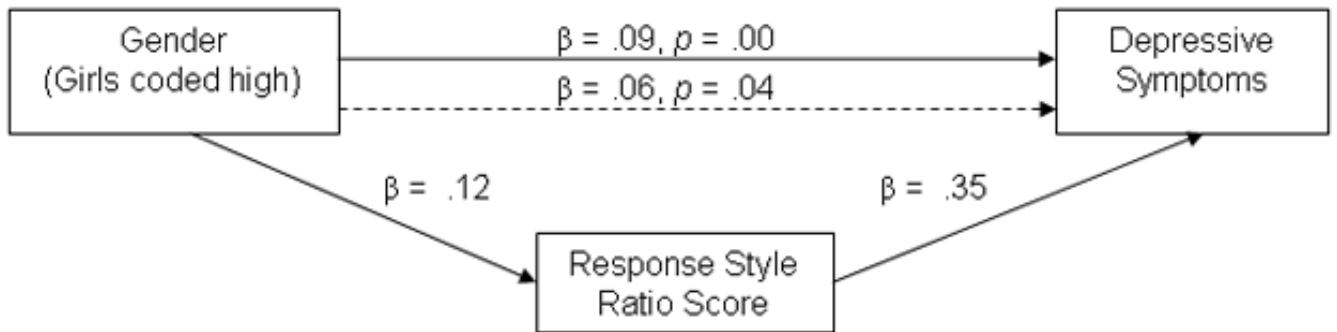 Gender
(Girls coded high)
β = .09, p = .00
β = .06, p = .04
Depressive
Symptoms
β = .12
β = .35
Response Style
Ratio Score